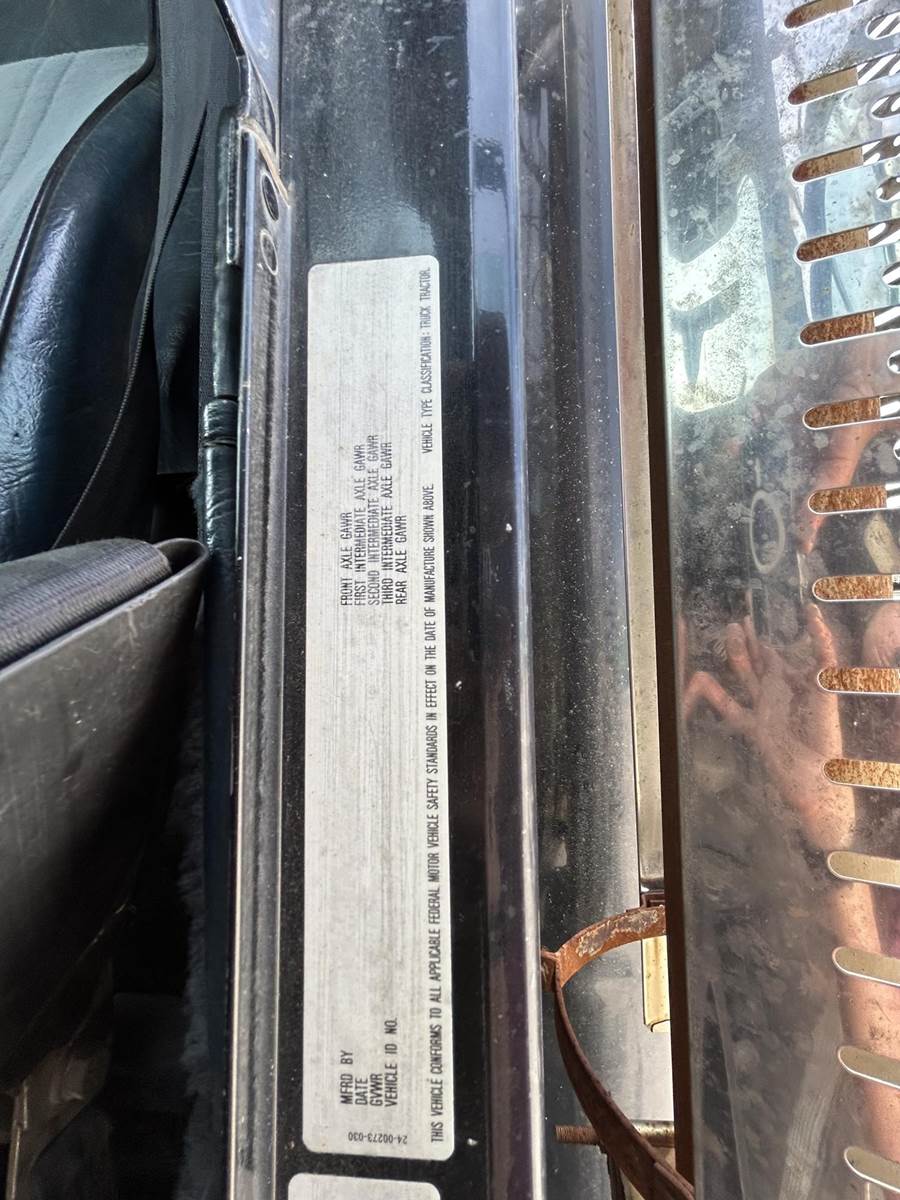 MFRD BY
DATE
GVWR
VEHICLE ID NO.
FRONT AXLE GAWR
FIRST INTERMEDIATE AXLE GAWR
SECOND INTERMEDIATE AXLE GAWR
THIRD INTERMEDIATE AXLE GAWR
REAR AXLE GAWR
THIS VEHICLE CONFORMS TO ALL APPLICABLE FEDERAL MOTOR VEHICLE SAFETY STANDARDS IN EFFECT ON THE DATE OF MANUFACTURE SHOWN ABOVE. VEHICLE TYPE CLASSIFICATION: TRUCK TRACTOR.
24-00273-030